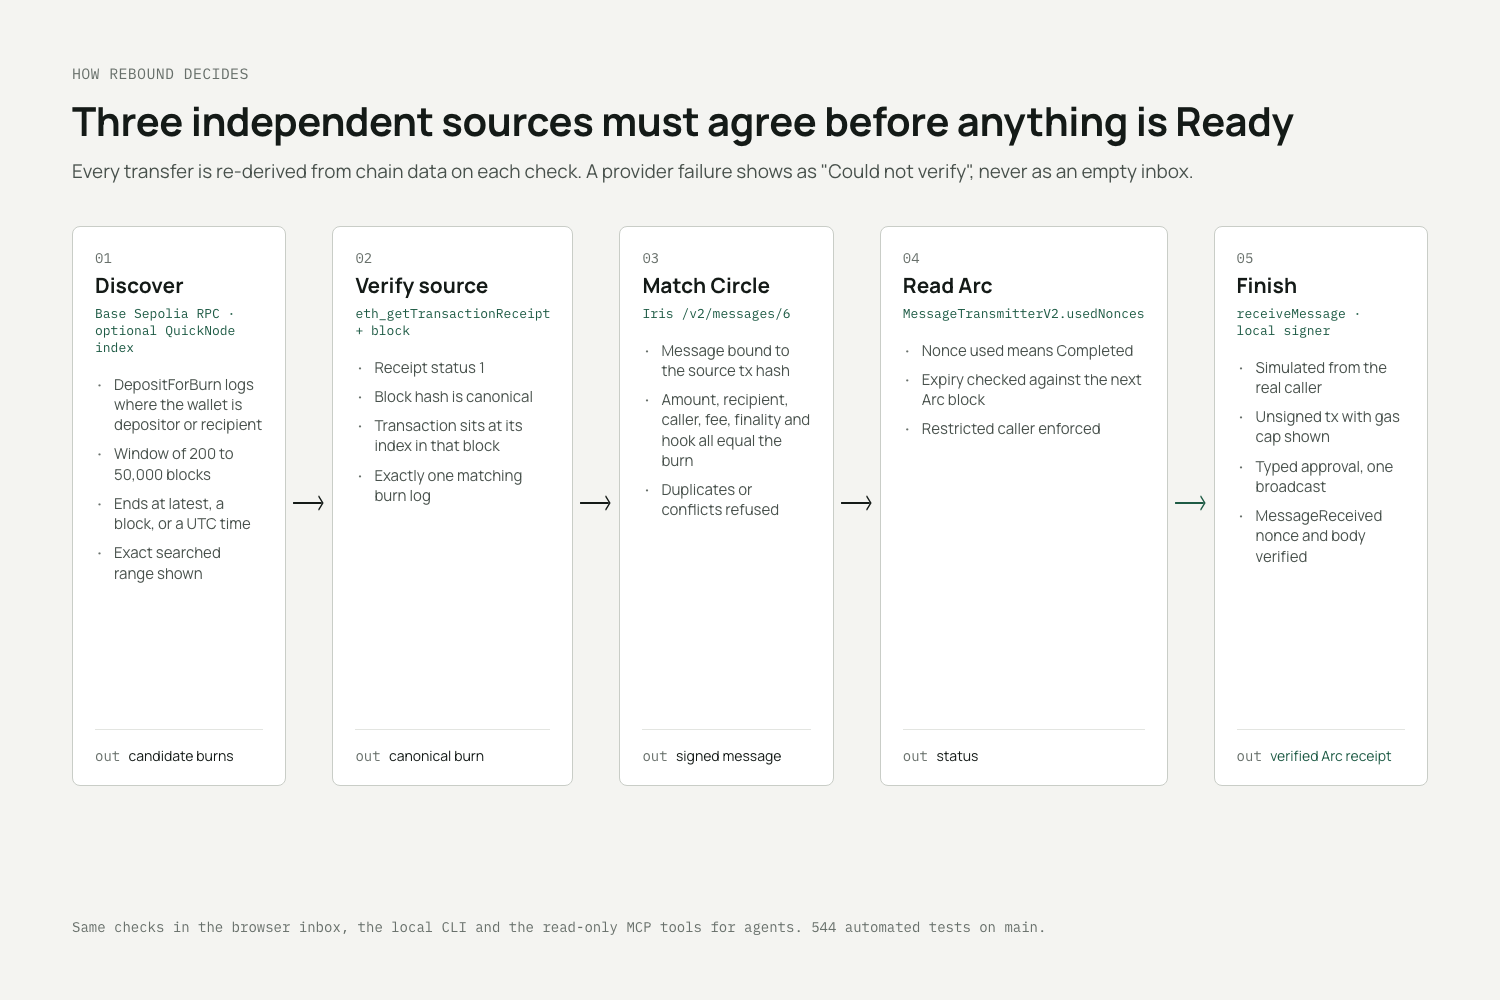 HOW REBOUND DECIDES
Three independent sources must agree before anything is Ready
Every transfer is re-derived from chain data on each check. A provider failure shows as "Could not verify", never as an empty inbox.
01
Discover
Base Sepolia RPC ·
optional QuickNode
index
· DepositForBurn logs
where the wallet is
depositor or recipient
· Window of 200 to
50,000 blocks
· Ends at latest, a
block, or a UTC time
· Exact searched
range shown
out candidate burns
02
Verify source
eth_getTransactionReceipt
+ block
· Receipt status 1
· Block hash is canonical
· Transaction sits at its
index in that block
· Exactly one matching
burn log
out canonical burn
03
Match Circle
Iris /v2/messages/6
· Message bound to
the source tx hash
· Amount, recipient,
caller, fee, finality and
hook all equal the
burn
· Duplicates or
conflicts refused
out signed message
04
Read Arc
MessageTransmitterV2.usedNonces
· Nonce used means Completed
· Expiry checked against the next
Arc block
· Restricted caller enforced
out status
05
Finish
receiveMessage ·
local signer
· Simulated from the
real caller
· Unsigned tx with gas
cap shown
· Typed approval, one
broadcast
· MessageReceived
nonce and body
verified
out verified Arc receipt
Same checks in the browser inbox, the local CLI and the read-only MCP tools for agents. 544 automated tests on main.